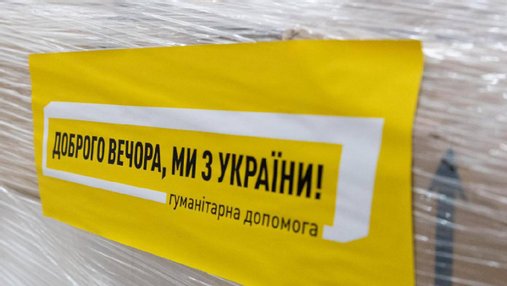 ДОБРОГО ВЕЧОРА, МИ З УКРАЇНИ!
гуманітарна допомога